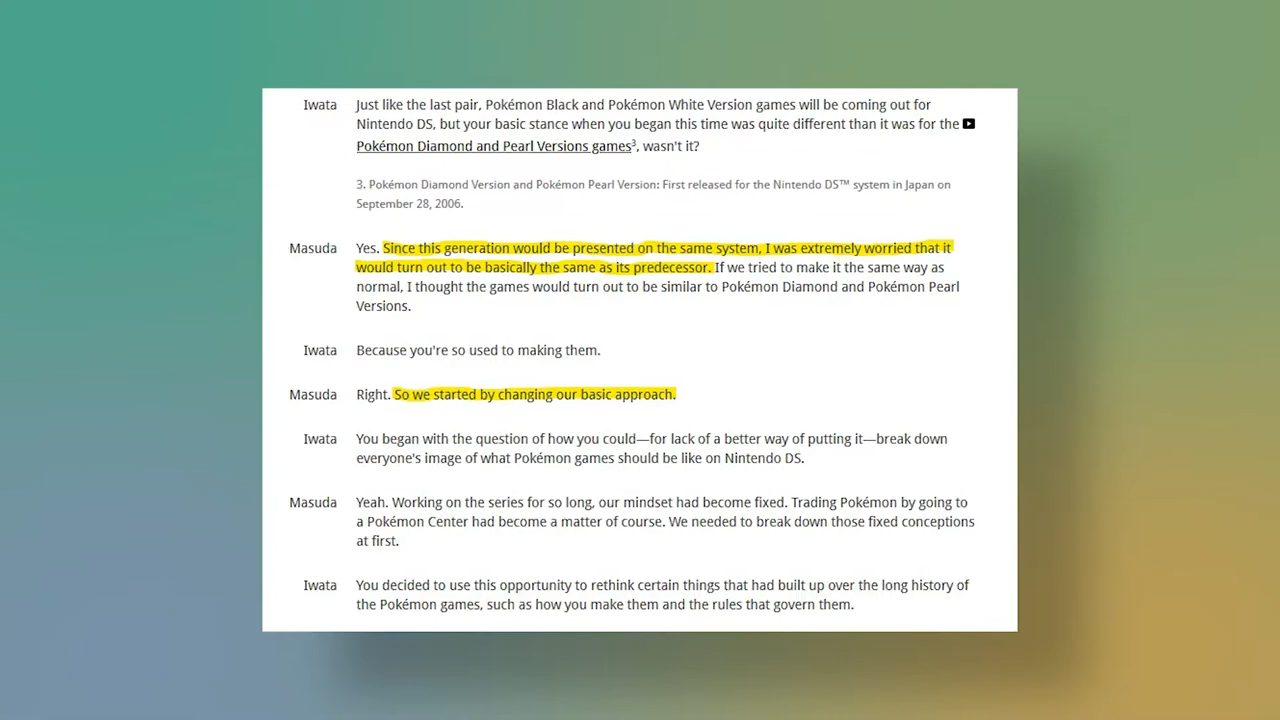 Iwata Just like the last pair, Pokémon Black and Pokémon White Version games will be coming out for
Nintendo DS, but your basic stance when you began this time was quite different than it was for the
Pokémon Diamond and Pearl Versions games³, wasn't it?
3. Pokémon Diamond Version and Pokémon Pearl Version: First released for the Nintendo DS™ system in Japan on
September 28, 2006.
Masuda Yes. Since this generation would be presented on the same system, I was extremely worried that it
would turn out to be basically the same as its predecessor. If we tried to make it the same way as
normal, I thought the games would turn out to be similar to Pokémon Diamond and Pokémon Pearl
Versions.
Iwata Because you're so used to making them.
Masuda Right. So we started by changing our basic approach.
Iwata You began with the question of how you could—for lack of a better way of putting it—break down
everyone's image of what Pokémon games should be like on Nintendo DS.
Masuda Yeah. Working on the series for so long, our mindset had become fixed. Trading Pokémon by going to
a Pokémon Center had become a matter of course. We needed to break down those fixed conceptions
at first.
Iwata You decided to use this opportunity to rethink certain things that had built up over the long history of
the Pokémon games, such as how you make them and the rules that govern them.